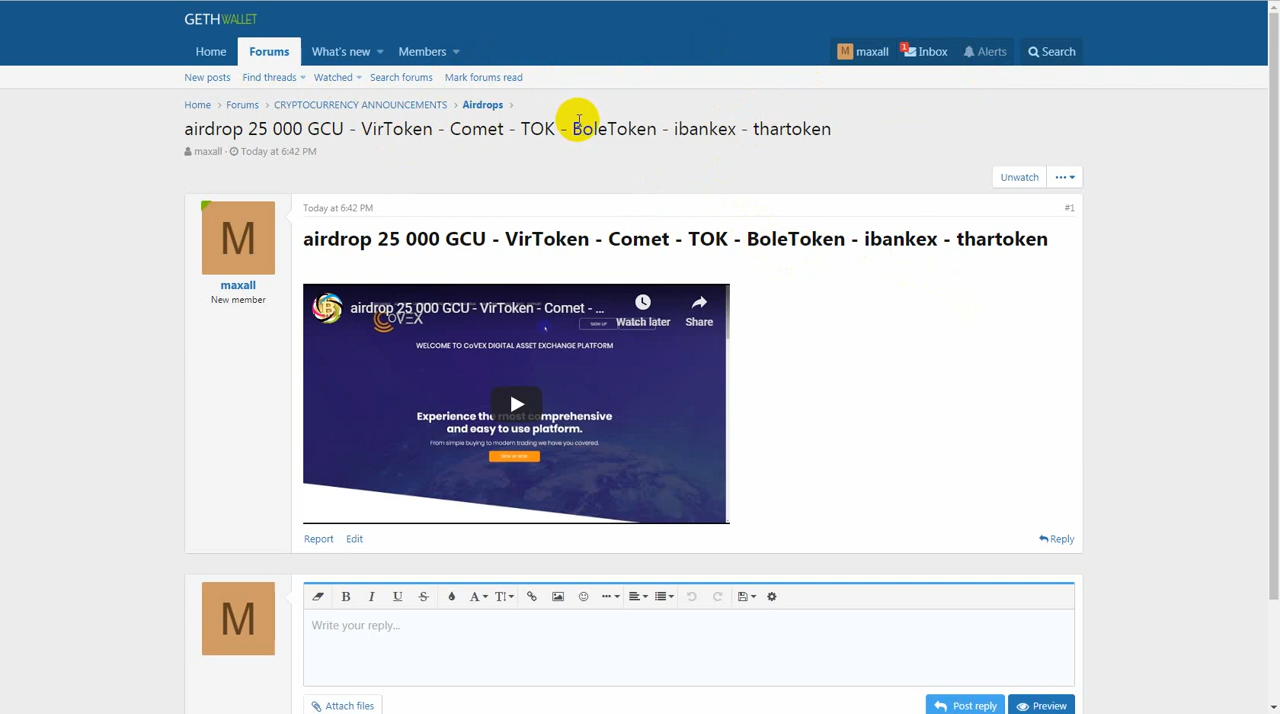 GETHWALLET
Home Forums What's new Members maxall 1 Inbox Alerts Search
New posts Find threads Watched Search forums Mark forums read
Home Forums CRYPTOCURRENCY ANNOUNCEMENTS Airdrops
airdrop 25 000 GCU - VirToken - Comet - TOK - BoleToken - ibankex - thartoken
maxall · Today at 6:42 PM
Unwatch •••
Today at 6:42 PM #1
M
maxall
New member
airdrop 25 000 GCU - VirToken - Comet - TOK - BoleToken - ibankex - thartoken
airdrop 25 000 GCU - VirToken - Comet - ...
Watch later Share
COVEX
SIGN UP
WELCOME TO CoVEX DIGITAL ASSET EXCHANGE PLATFORM
Experience the most comprehensive
and easy to use platform.
From simple buying to modern trading we have you covered.
Report Edit Reply
M
B I U S A T
Write your reply...
Attach files Post reply Preview